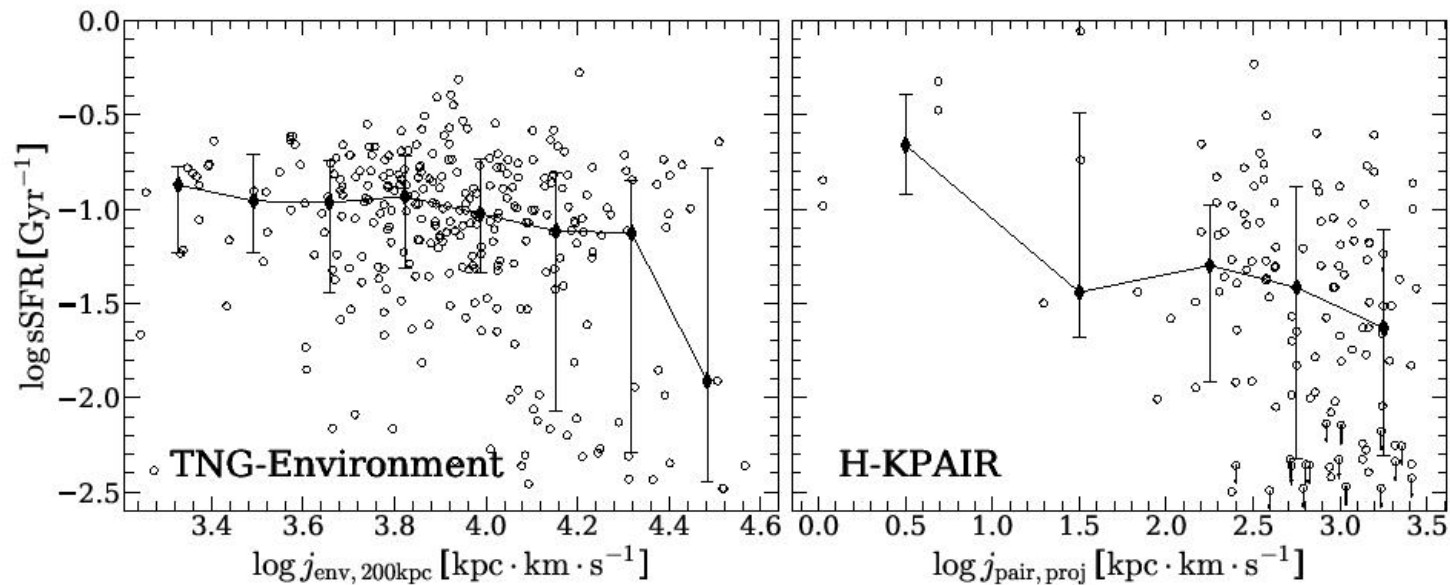 0.0
−0.5
−1.0
−1.5
−2.0
−2.5
log sSFR [Gyr⁻¹]
TNG-Environment
H-KPAIR
3.4 3.6 3.8 4.0 4.2 4.4 4.6
0.0 0.5 1.0 1.5 2.0 2.5 3.0 3.5
log j_env, 200kpc [kpc · km · s⁻¹]
log j_pair, proj [kpc · km · s⁻¹]